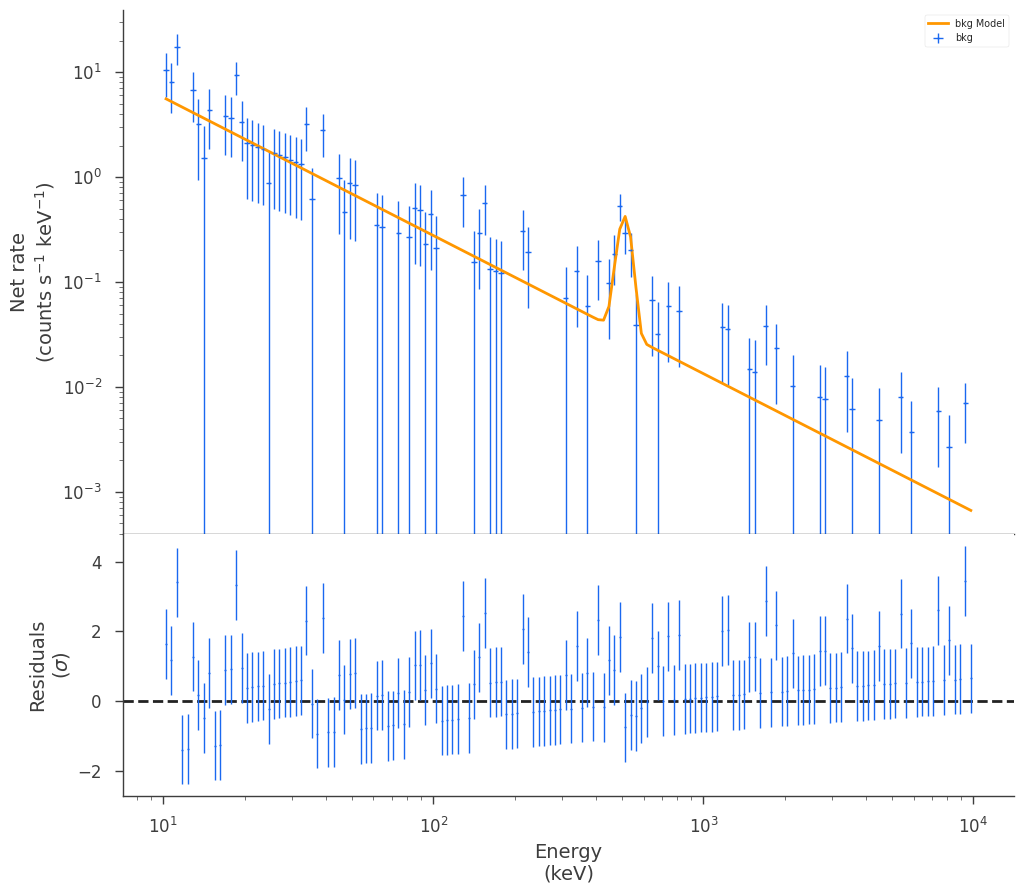 bkg Model
bkg
Net rate
(counts s⁻¹ keV⁻¹)
10¹
10⁰
10⁻¹
10⁻²
10⁻³
Residuals
(σ)
4
2
0
−2
10¹
10²
10³
10⁴
Energy
(keV)